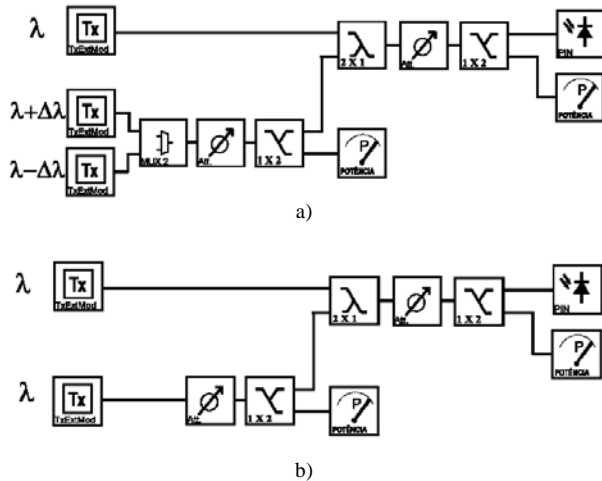 λ
Tx
TxExtMod
2 X 1
Att.
1 X 2
PIN
P
POTÊNCIA
λ+Δλ
Tx
TxExtMod
λ−Δλ
Tx
TxExtMod
MUX 2
Att.
1 X 2
P
POTÊNCIA
a)
λ
Tx
TxExtMod
2 X 1
Att.
1 X 2
PIN
P
POTÊNCIA
λ
Tx
TxExtMod
Att.
1 X 2
P
POTÊNCIA
b)